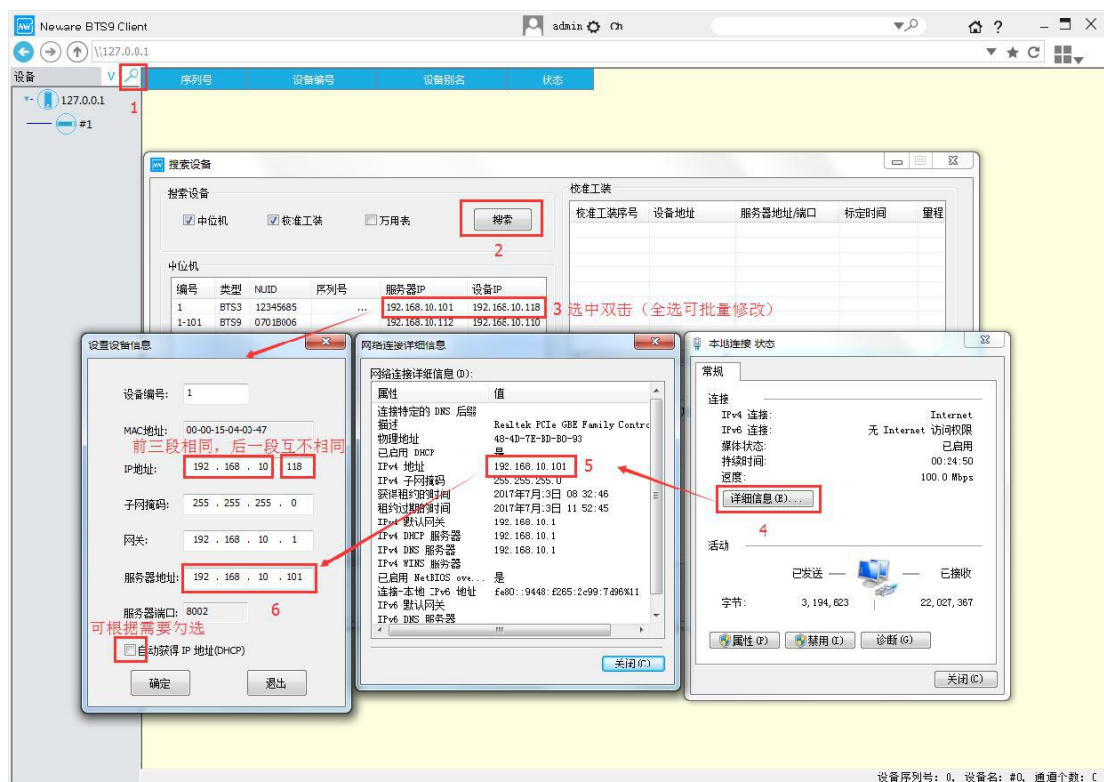 Neware BTS9 Client
admin Ch
\\127.0.0.1
设备 V
序列号 设备编号 设备别名 状态
1
127.0.0.1
#1
搜索设备
搜索设备
中位机 校准工装 万用表 搜索
2
校准工装
校准工装序号 设备地址 服务器地址/端口 标定时间 量程
中位机
编号 类型 NUID 序列号 服务器IP 设备IP
1 BTS3 12345685 ... 192.168.10.101 192.168.10.118
1-101 BTS9 0701B006 192.168.10.112 192.168.10.110
3 选中双击（全选可批量修改）
设置设备信息
设备编号: 1
MAC地址: 00-00-15-04-03-47
前三段相同，后一段互不相同
IP地址: 192 . 168 . 10 . 118
子网掩码: 255 . 255 . 255 . 0
网关: 192 . 168 . 10 . 1
服务器地址: 192 . 168 . 10 . 101
服务器端口: 8002
6
可根据需要勾选
自动获得 IP 地址(DHCP)
确定 退出
网络连接详细信息
网络连接详细信息(D):
属性 值
连接特定的 DNS 后缀
描述 Realtek PCIe GBE Family Contro
物理地址 48-4D-7E-BD-B0-93
已启用 DHCP 是
IPv4 地址 192.168.10.101
5
IPv4 子网掩码 255.255.255.0
获得租约的时间 2017年7月13日 08:32:46
租约过期的时间 2017年7月13日 11:52:45
IPv4 默认网关 192.168.10.1
IPv4 DHCP 服务器 192.168.10.1
IPv4 DNS 服务器 192.168.10.1
IPv4 WINS 服务器
已启用 NetBIOS ove... 是
连接-本地 IPv6 地址 fe80::9448:f265:2c99:7d96%11
IPv6 默认网关
IPv6 DNS 服务器
关闭(C)
本地连接 状态
常规
连接
IPv4 连接: Internet
IPv6 连接: 无 Internet 访问权限
媒体状态: 已启用
持续时间: 00:24:50
速度: 100.0 Mbps
详细信息(E)...
4
活动
已发送 — — 已接收
字节: 3,194,623 22,027,367
属性(P) 禁用(I) 诊断(G)
关闭(C)
设备序列号: 0, 设备名: #0, 通道个数: 0